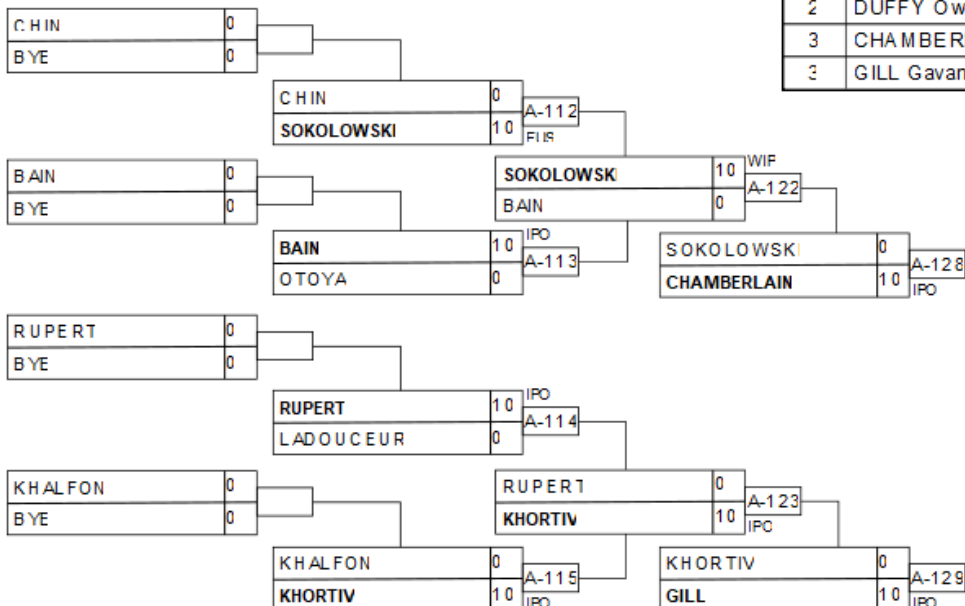 2 DUFFY Ow
3 CHAMBER
3 GILL Gavan
CHIN 0
BYE 0
CHIN 0
SOKOLOWSKI 10
A-112
FUS
BAIN 0
BYE 0
SOKOLOWSKI 10
BAIN 0
WIF
A-122
BAIN 10
OTOYA 0
IPO
A-113
SOKOLOWSKI 0
CHAMBERLAIN 10
A-128
IPO
RUPERT 0
BYE 0
RUPERT 10
LADOUCEUR 0
IPO
A-114
KHALFON 0
BYE 0
RUPERT 0
KHORTIV 10
A-123
IPO
KHALFON 0
KHORTIV 10
A-115
IPO
KHORTIV 0
GILL 10
A-129
IPO